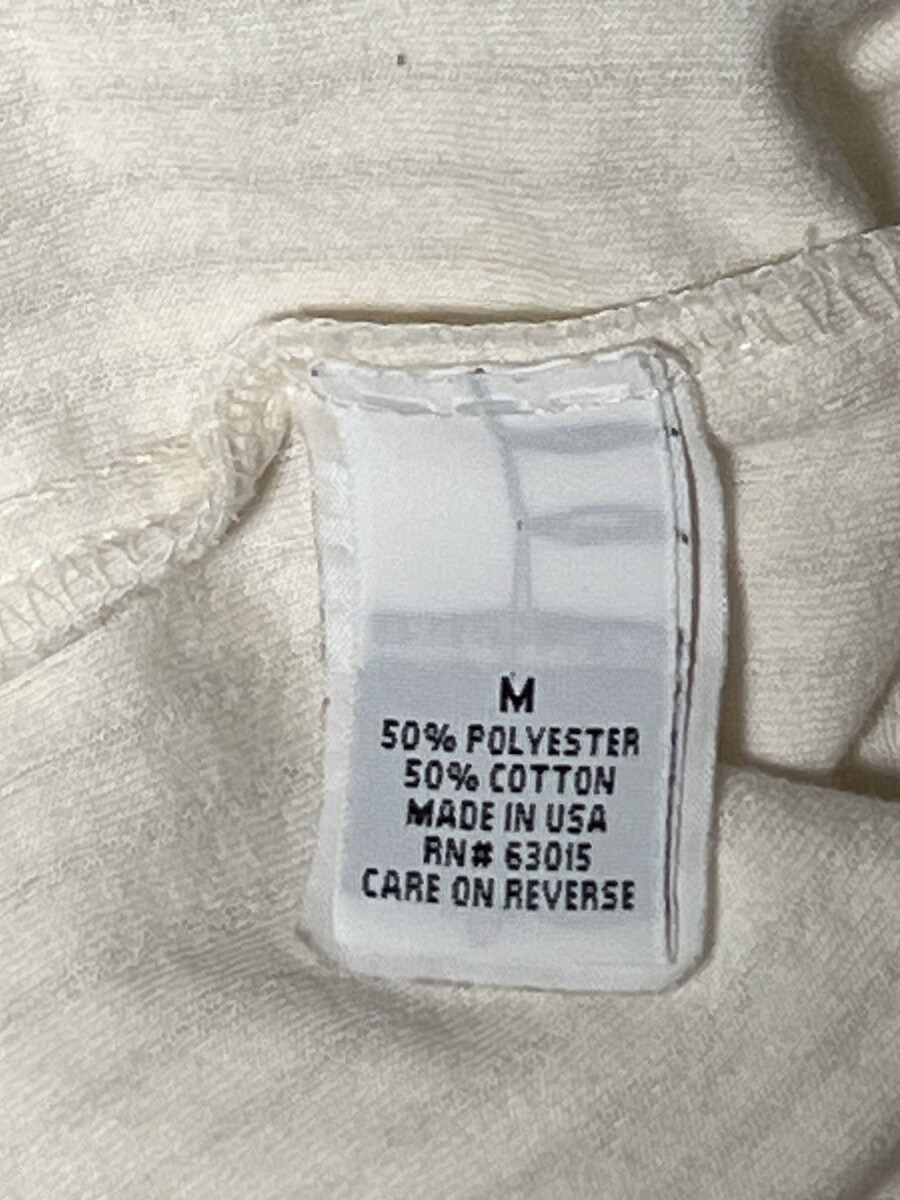 M
50% POLYESTER
50% COTTON
MADE IN USA
RN# 63015
CARE ON REVERSE